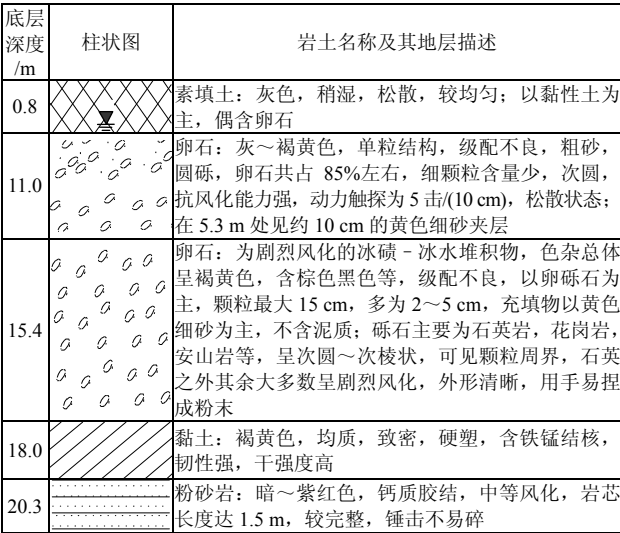 底层
深度
/m
柱状图
岩土名称及其地层描述
0.8
素填土：灰色，稍湿，松散，较均匀；以黏性土为
主，偶含卵石
11.0
卵石：灰～褐黄色，单粒结构，级配不良，粗砂，
圆砾，卵石共占 85%左右，细颗粒含量少，次圆，
抗风化能力强，动力触探为 5 击/(10 cm)，松散状态；
在 5.3 m 处见约 10 cm 的黄色细砂夹层
15.4
卵石：为剧烈风化的冰碛﹣冰水堆积物，色杂总体
呈褐黄色，含棕色黑色等，级配不良，以卵砾石为
主，颗粒最大 15 cm，多为 2～5 cm，充填物以黄色
细砂为主，不含泥质；砾石主要为石英岩，花岗岩，
安山岩等，呈次圆～次棱状，可见颗粒周界，石英
之外其余大多数呈剧烈风化，外形清晰，用手易捏
成粉末
18.0
黏土：褐黄色，均质，致密，硬塑，含铁锰结核，
韧性强，干强度高
20.3
粉砂岩：暗～紫红色，钙质胶结，中等风化，岩芯
长度达 1.5 m，较完整，锤击不易碎